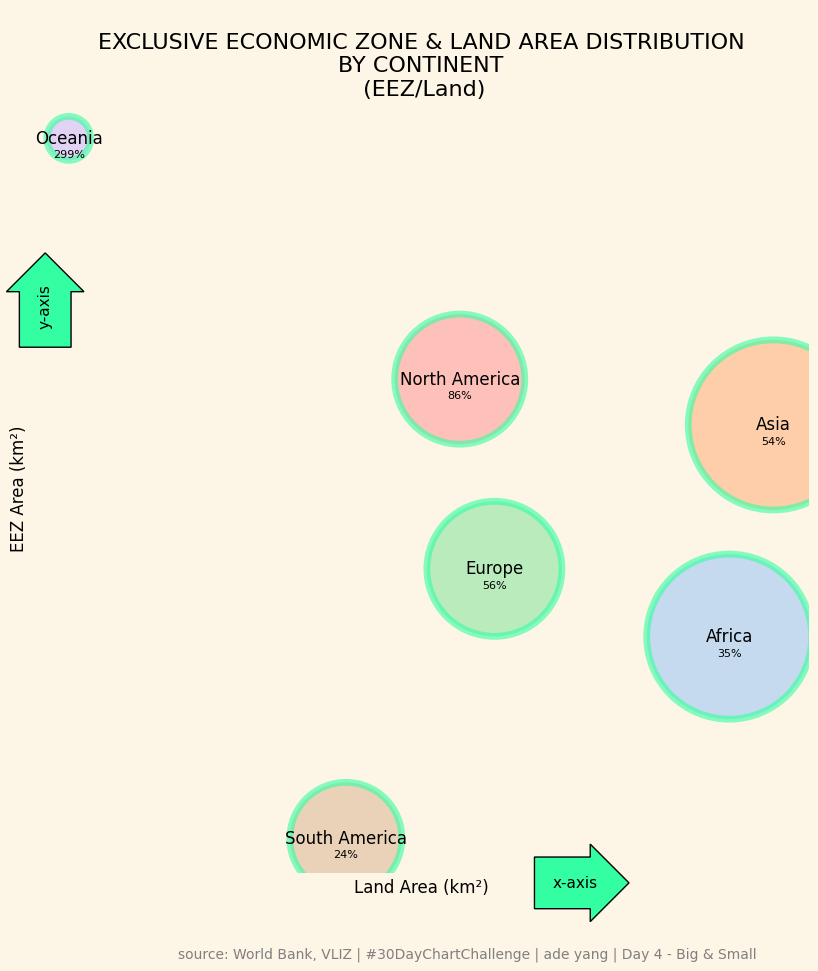 EXCLUSIVE ECONOMIC ZONE & LAND AREA DISTRIBUTION
BY CONTINENT
(EEZ/Land)
Oceania
299%
y-axis
North America
86%
Asia
54%
EEZ Area (km²)
Europe
56%
Africa
35%
South America
24%
Land Area (km²)
x-axis
source: World Bank, VLIZ | #30DayChartChallenge | ade yang | Day 4 - Big & Small